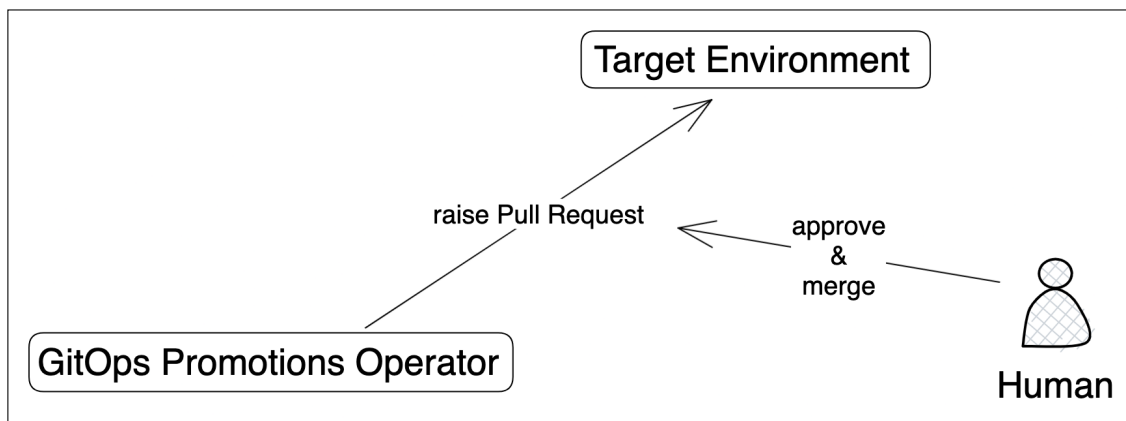 Target Environment
raise Pull Request
approve
&
merge
GitOps Promotions Operator
Human